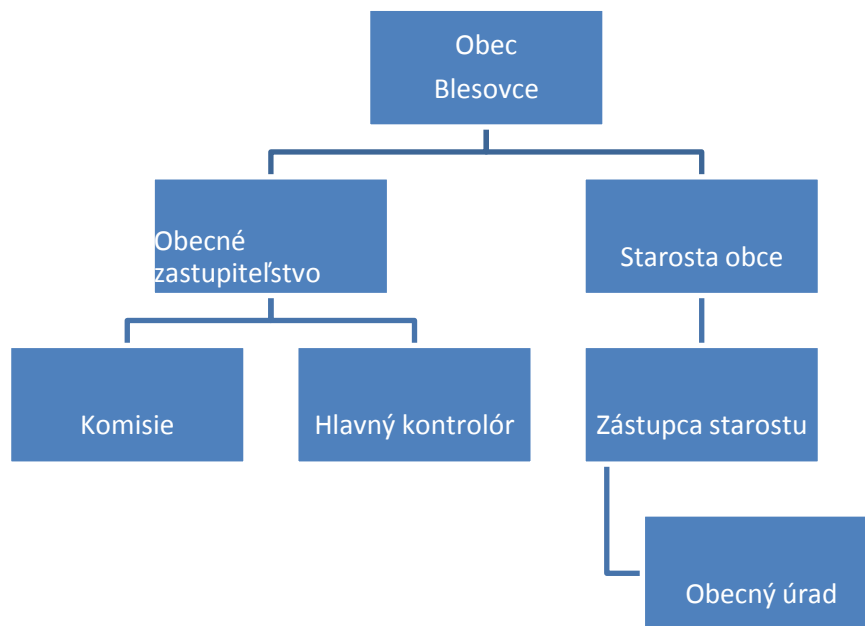 Obec
Blesovce
Obecné
zastupiteľstvo
Starosta obce
Komisie
Hlavný kontrolór
Zástupca starostu
Obecný úrad